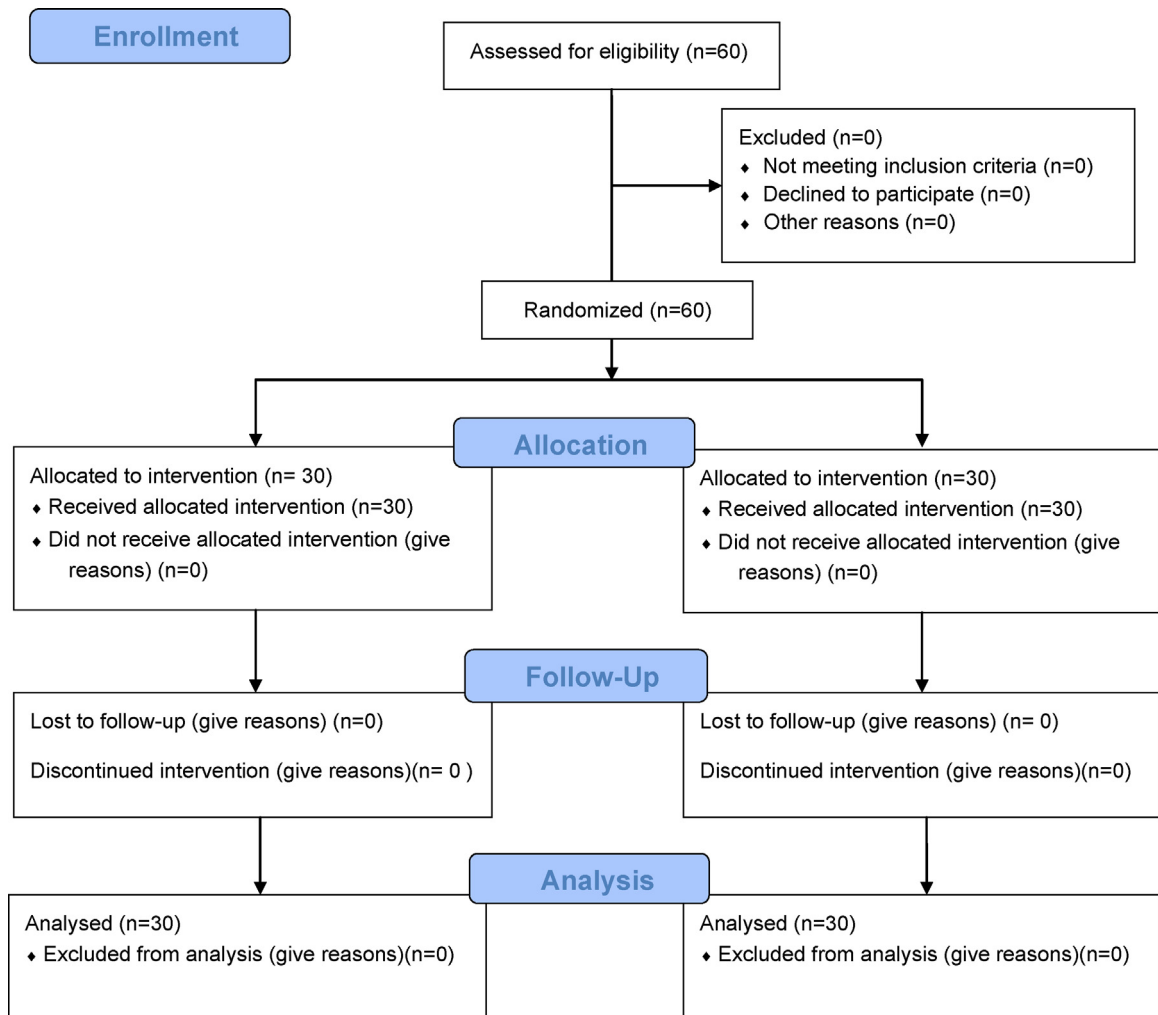 Enrollment
Assessed for eligibility (n=60)
Excluded (n=0)
♦ Not meeting inclusion criteria (n=0)
♦ Declined to participate (n=0)
♦ Other reasons (n=0)
Randomized (n=60)
Allocation
Allocated to intervention (n= 30)
♦ Received allocated intervention (n=30)
♦ Did not receive allocated intervention (give
reasons) (n=0)
Allocated to intervention (n=30)
♦ Received allocated intervention (n=30)
♦ Did not receive allocated intervention (give
reasons) (n=0)
Follow-Up
Lost to follow-up (give reasons) (n=0)
Discontinued intervention (give reasons)(n= 0 )
Lost to follow-up (give reasons) (n= 0)
Discontinued intervention (give reasons)(n=0)
Analysis
Analysed (n=30)
♦ Excluded from analysis (give reasons)(n=0)
Analysed (n=30)
♦ Excluded from analysis (give reasons)(n=0)